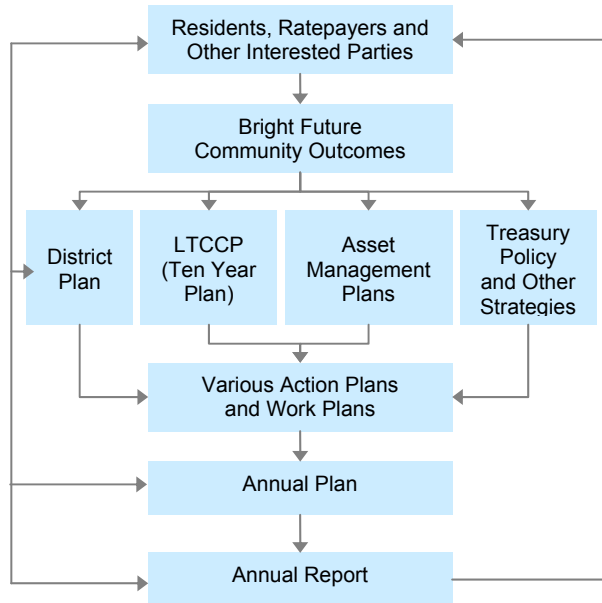 Residents, Ratepayers and
Other Interested Parties
Bright Future
Community Outcomes
District
Plan
LTCCP
(Ten Year
Plan)
Asset
Management
Plans
Treasury
Policy
and Other
Strategies
Various Action Plans
and Work Plans
Annual Plan
Annual Report